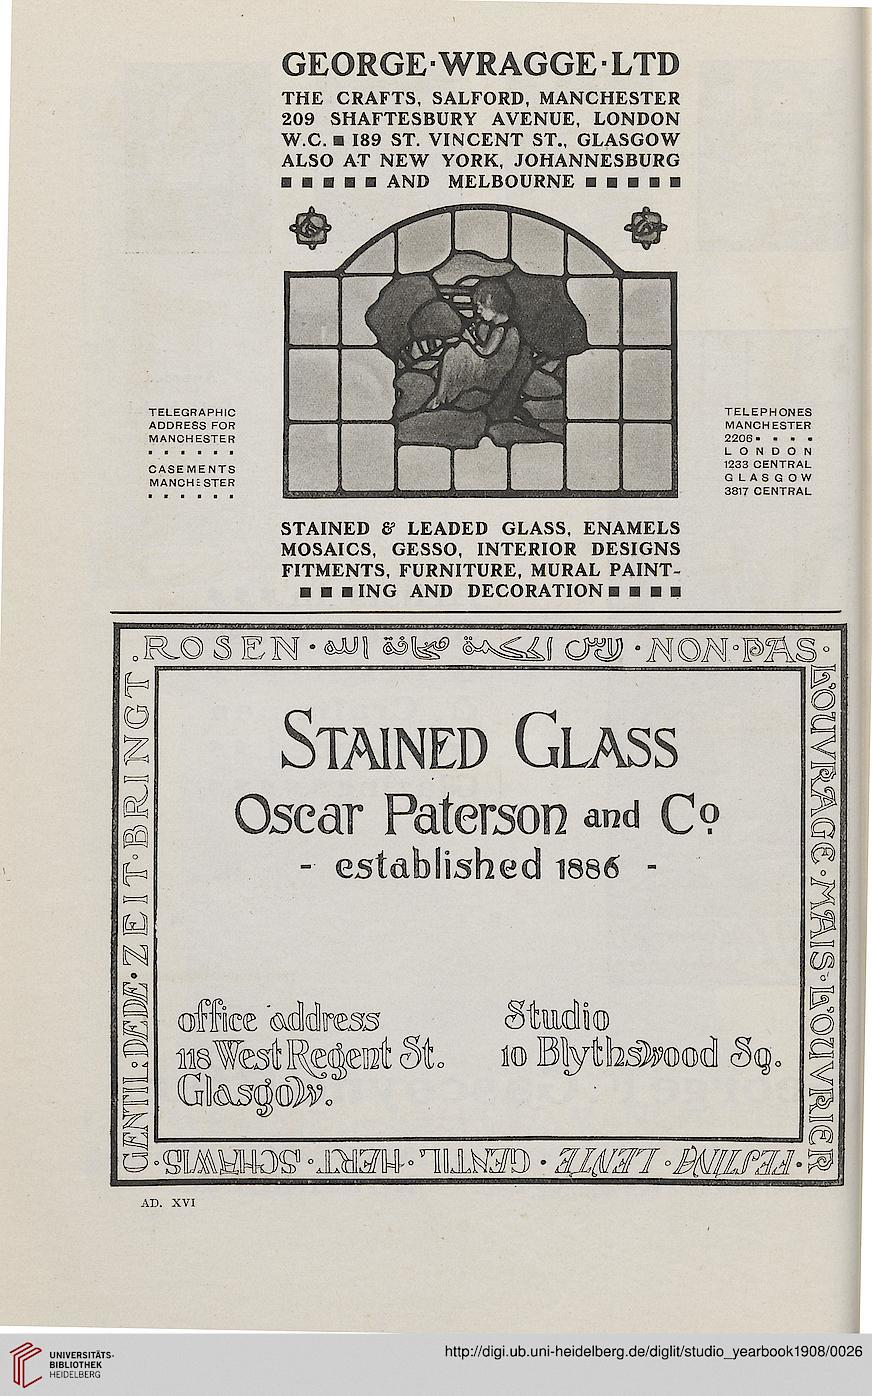 GEORGE·WRAGGE·LTD
THE CRAFTS, SALFORD, MANCHESTER
209 SHAFTESBURY AVENUE, LONDON
W.C. ■ 189 ST. VINCENT ST., GLASGOW
ALSO AT NEW YORK, JOHANNESBURG
■ ■ ■ ■ ■ AND MELBOURNE ■ ■ ■ ■ ■
TELEGRAPHIC
ADDRESS FOR
MANCHESTER
CASEMENTS
MANCHESTER
TELEPHONES
MANCHESTER
2206
LONDON
1233 CENTRAL
GLASGOW
3817 CENTRAL
STAINED & LEADED GLASS, ENAMELS
MOSAICS, GESSO, INTERIOR DESIGNS
FITMENTS, FURNITURE, MURAL PAINT-
■ ■ ■ ING AND DECORATION ■ ■ ■ ■
ROSEN · راس الحكمة مخافة الله · NON·PAS·
L'OUVRAGE·MAIS·L'OUVRIER
FESTINA·LENTE·GENTIL·HERT·SCHAWIS·
GENTIL:DEDE·ZEIT·BRINGT
STAINED GLASS
Oscar Paterson and Co
- established 1886 -
office address
118 West Regent St.
Glasgow.
Studio
10 Blythswood Sq.
AD. XVI
UNIVERSITÄTS-
BIBLIOTHEK
HEIDELBERG
http://digi.ub.uni-heidelberg.de/diglit/studio_yearbook1908/0026